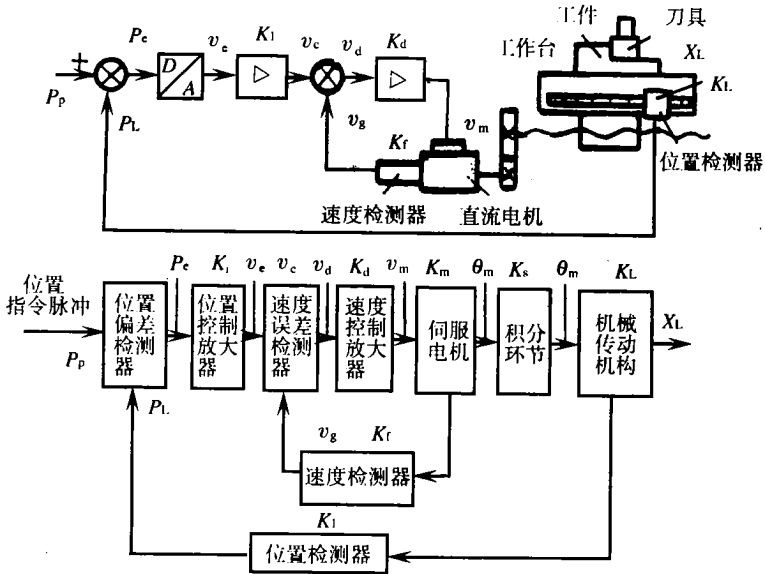 工件
刀具
工作台
X_L
K_L
P_e
D
A
v_e
K_1
v_c
v_d
K_d
+
P_p
P_L
v_g
K_f
v_m
速度检测器
直流电机
位置检测器
位置
指令脉冲
P_p
位置
偏差
检测
器
P_e
K_1
位置
控制
放大
器
v_e
v_c
速度
误差
检测
器
v_d
K_d
速度
控制
放大
器
v_m
K_m
伺服
电机
θ_m
K_s
积分
环节
θ_m
K_L
机械
传动
机构
X_L
P_L
v_g
K_f
速度检测器
K_1
位置检测器